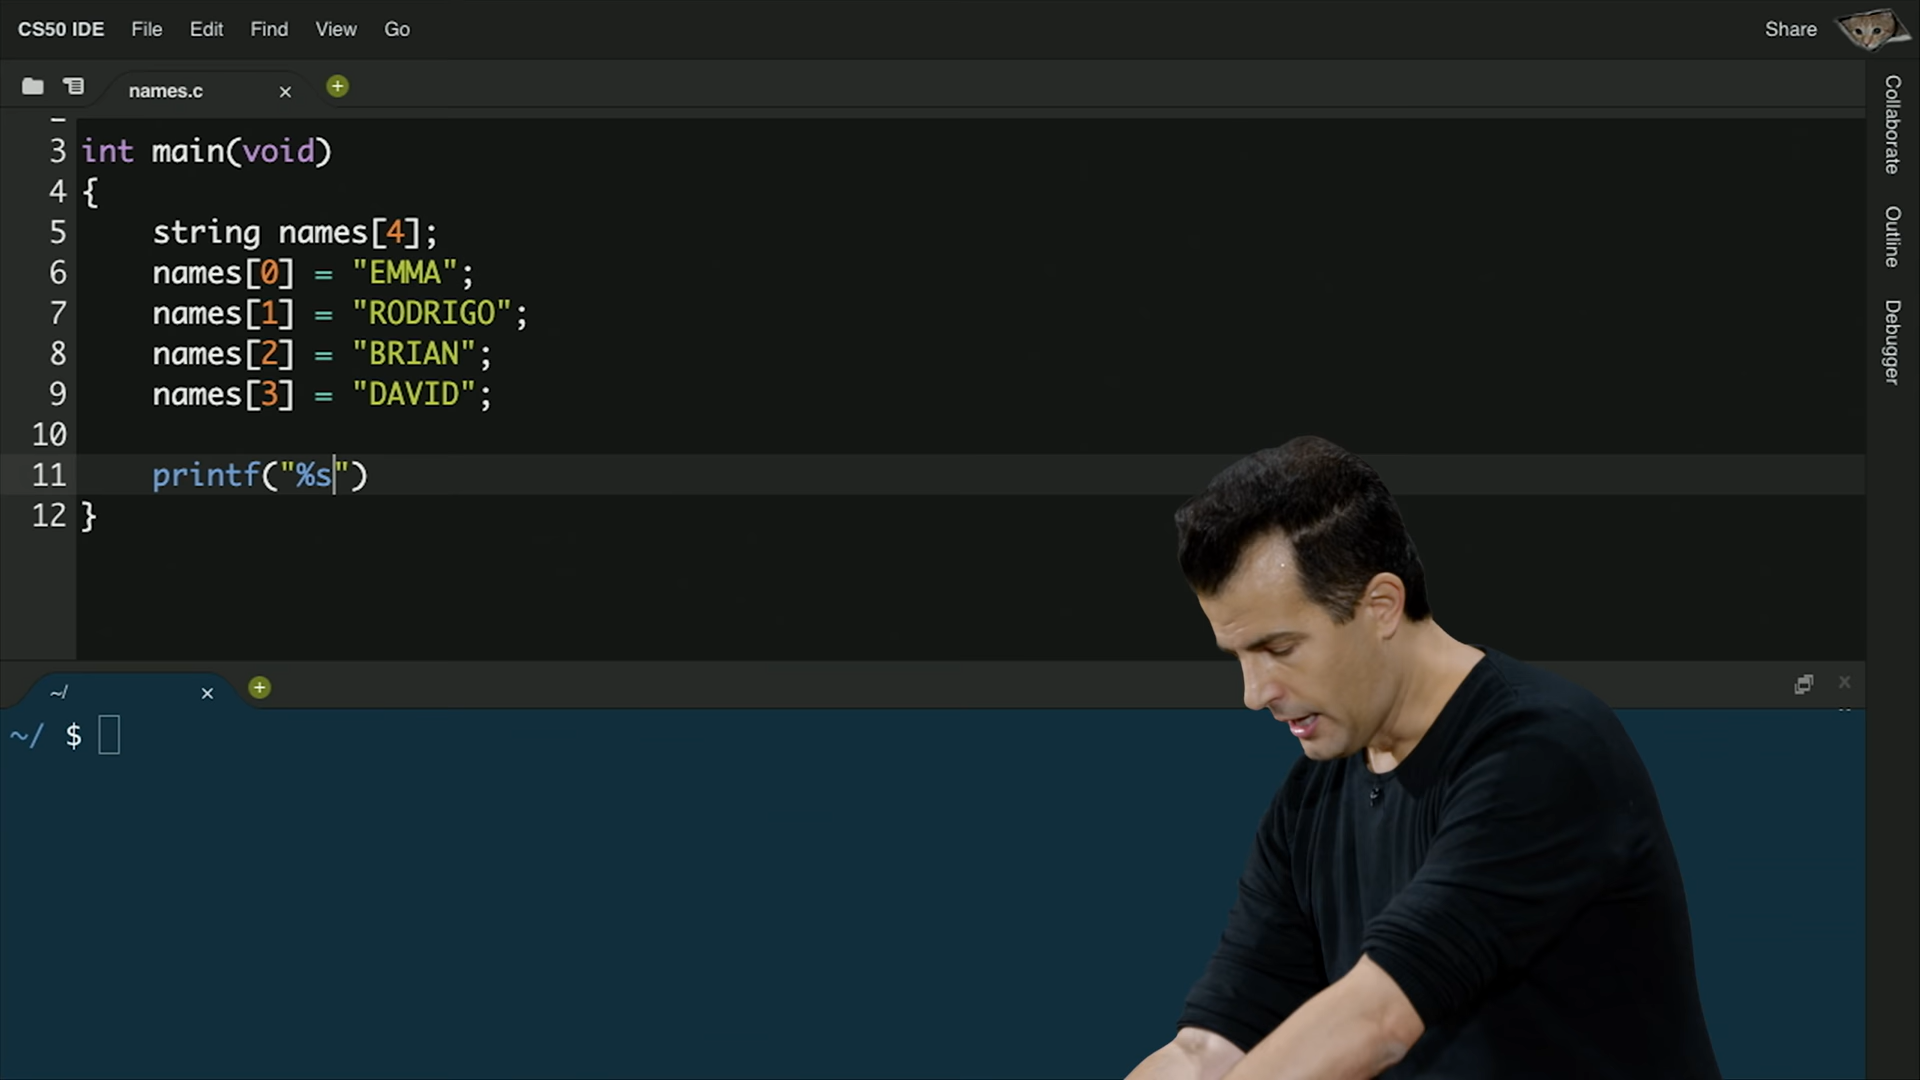 CS50 IDE File Edit Find View Go Share
names.c
3 int main(void)
4 {
5     string names[4];
6     names[0] = "EMMA";
7     names[1] = "RODRIGO";
8     names[2] = "BRIAN";
9     names[3] = "DAVID";
10
11     printf("%s")
12 }
~/
~/ $
Collaborate
Outline
Debugger